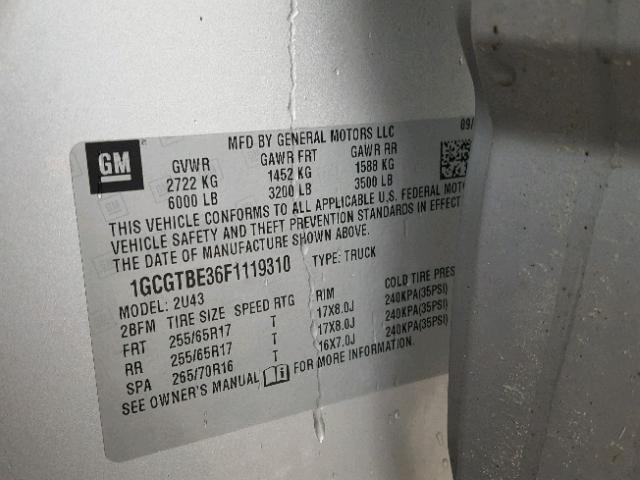 MFD BY GENERAL MOTORS LLC 09/
GM
GVWR GAWR FRT GAWR RR
2722 KG 1452 KG 1588 KG
6000 LB 3200 LB 3500 LB
THIS VEHICLE CONFORMS TO ALL APPLICABLE U.S. FEDERAL MOT
VEHICLE SAFETY AND THEFT PREVENTION STANDARDS IN EFFECT
THE DATE OF MANUFACTURE SHOWN ABOVE.
1GCGTBE36F1119310 TYPE: TRUCK
MODEL: 2U43
2BFM TIRE SIZE SPEED RTG RIM COLD TIRE PRES
FRT 255/65R17 T 17X8.0J 240KPA(35PSI)
RR 255/65R17 T 17X8.0J 240KPA(35PSI)
SPA 265/70R16 T 16X7.0J 240KPA(35PSI)
SEE OWNER'S MANUAL i FOR MORE INFORMATION.